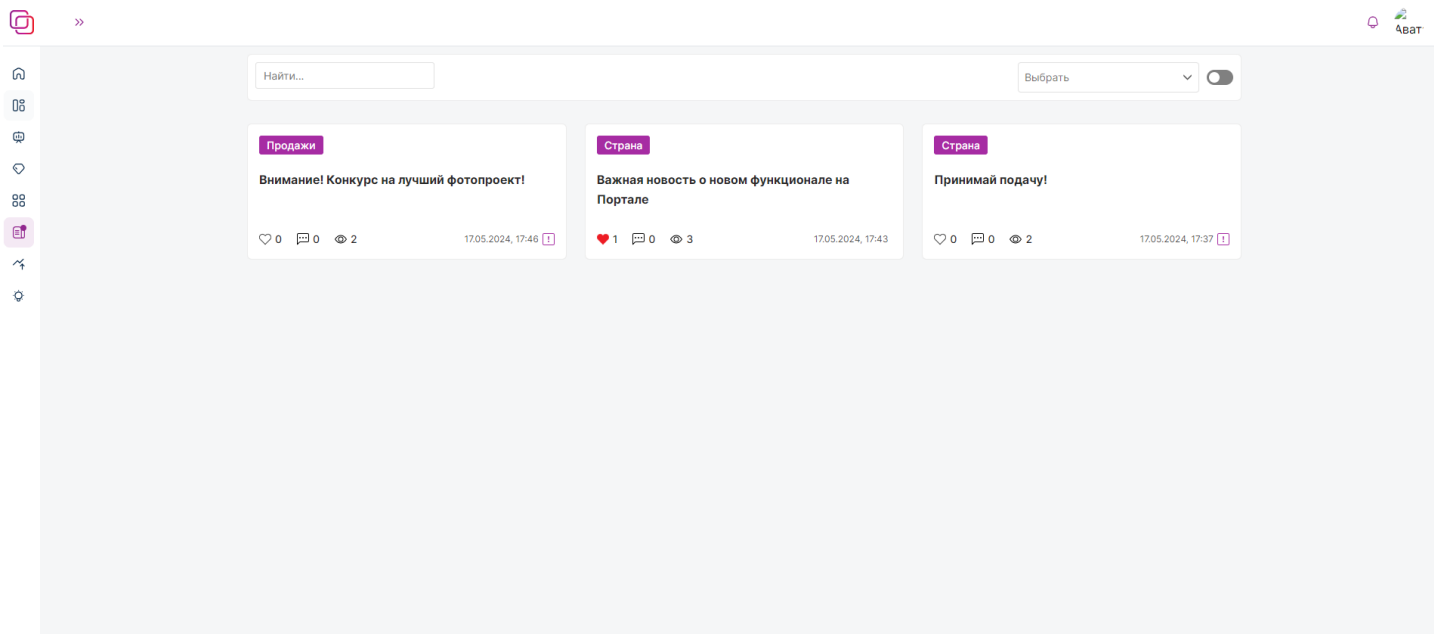 Ават
Найти...
Выбрать
Продажи
Внимание! Конкурс на лучший фотопроект!
0 0 2 17.05.2024, 17:46 !
Страна
Важная новость о новом функционале на
Портале
1 0 3 17.05.2024, 17:43
Страна
Принимай подачу!
0 0 2 17.05.2024, 17:37 !